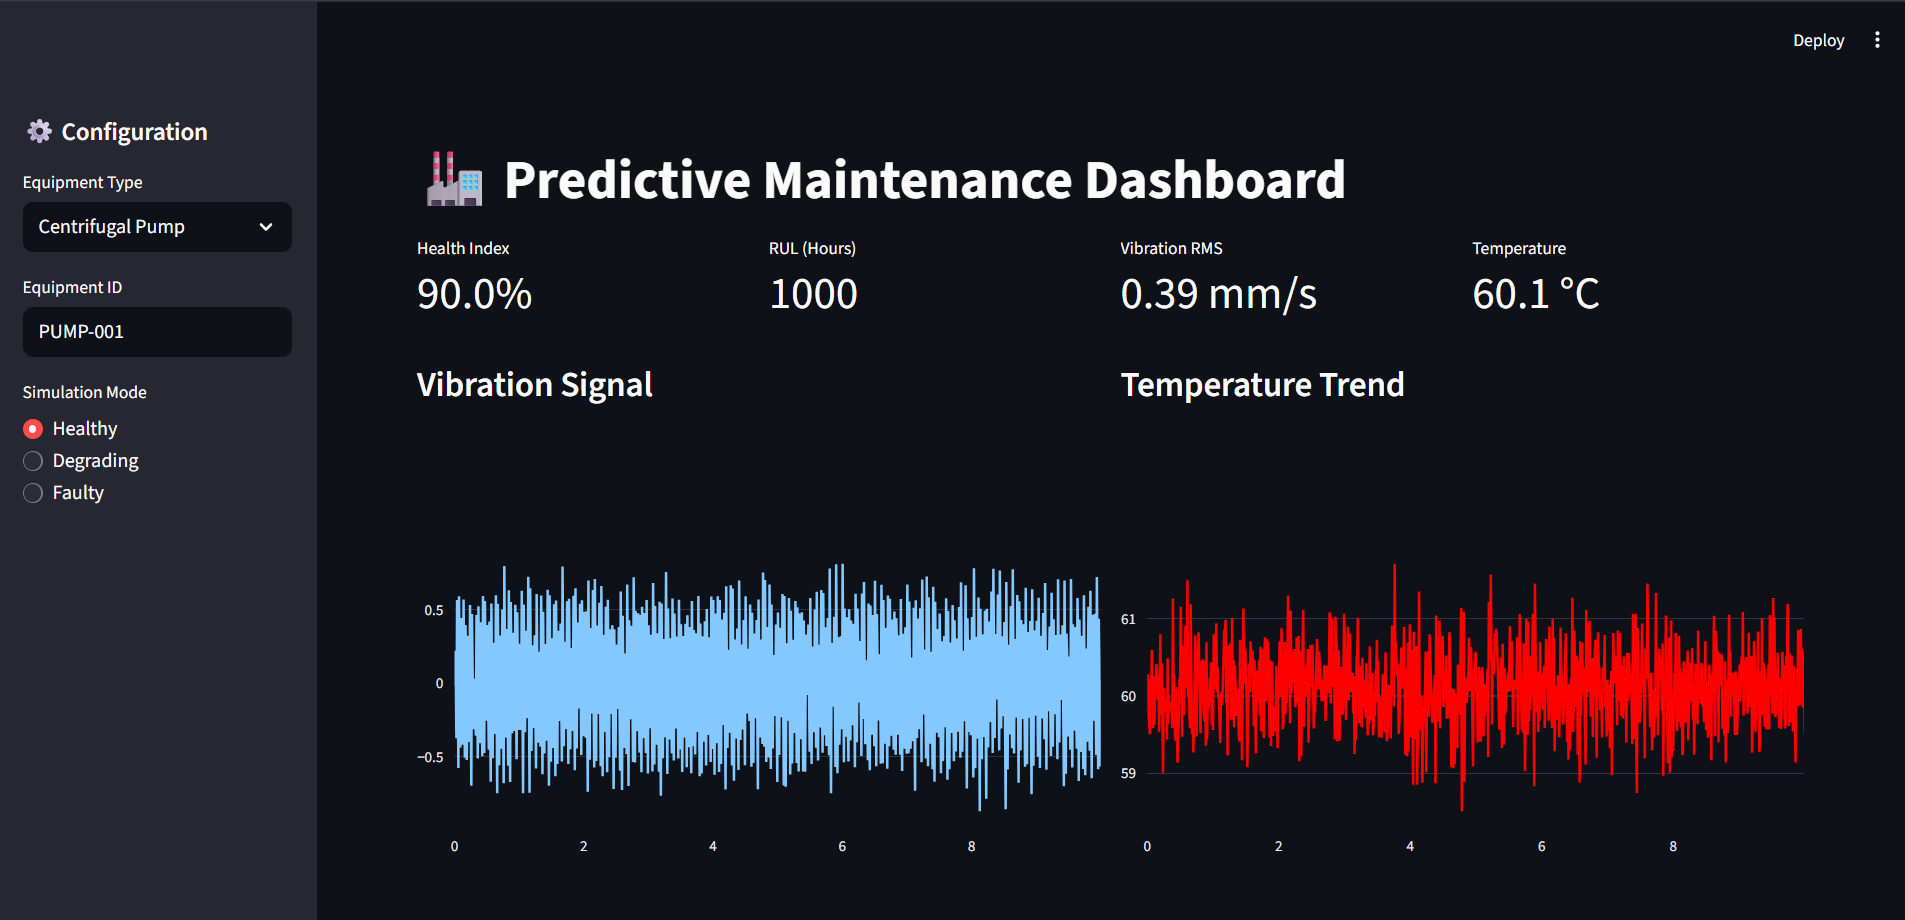 Deploy
Configuration
Equipment Type
Centrifugal Pump
Equipment ID
PUMP-001
Simulation Mode
Healthy
Degrading
Faulty
Predictive Maintenance Dashboard
Health Index
90.0%
RUL (Hours)
1000
Vibration RMS
0.39 mm/s
Temperature
60.1 °C
Vibration Signal
0.5
0
−0.5
0 2 4 6 8
Temperature Trend
61
60
59
0 2 4 6 8